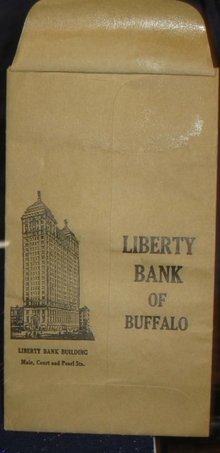 LIBERTY
BANK
OF
BUFFALO
LIBERTY BANK BUILDING
Main, Court and Pearl Sts.